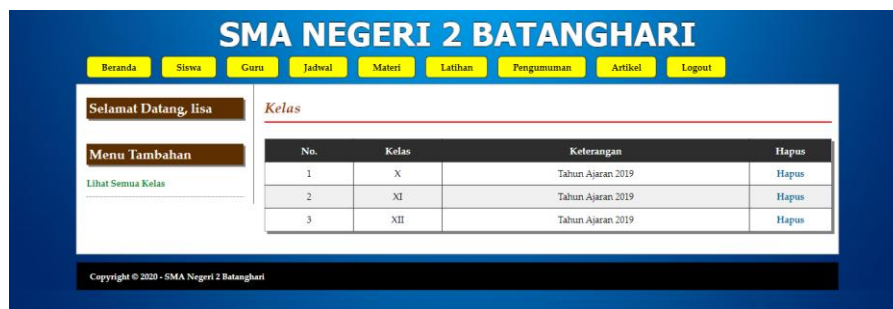 SMA NEGERI 2 BATANGHARI
Beranda Siswa Guru Jadwal Materi Latihan Pengumuman Artikel Logout
Selamat Datang, lisa
Menu Tambahan
Lihat Semua Kelas
Kelas
No. Kelas Keterangan Hapus
1 X Tahun Ajaran 2019 Hapus
2 XI Tahun Ajaran 2019 Hapus
3 XII Tahun Ajaran 2019 Hapus
Copyright © 2020 - SMA Negeri 2 Batanghari